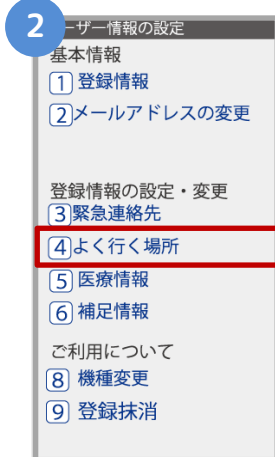 2
ーザー情報の設定
基本情報
1 登録情報
2 メールアドレスの変更
登録情報の設定・変更
3 緊急連絡先
4 よく行く場所
5 医療情報
6 補足情報
ご利用について
8 機種変更
9 登録抹消